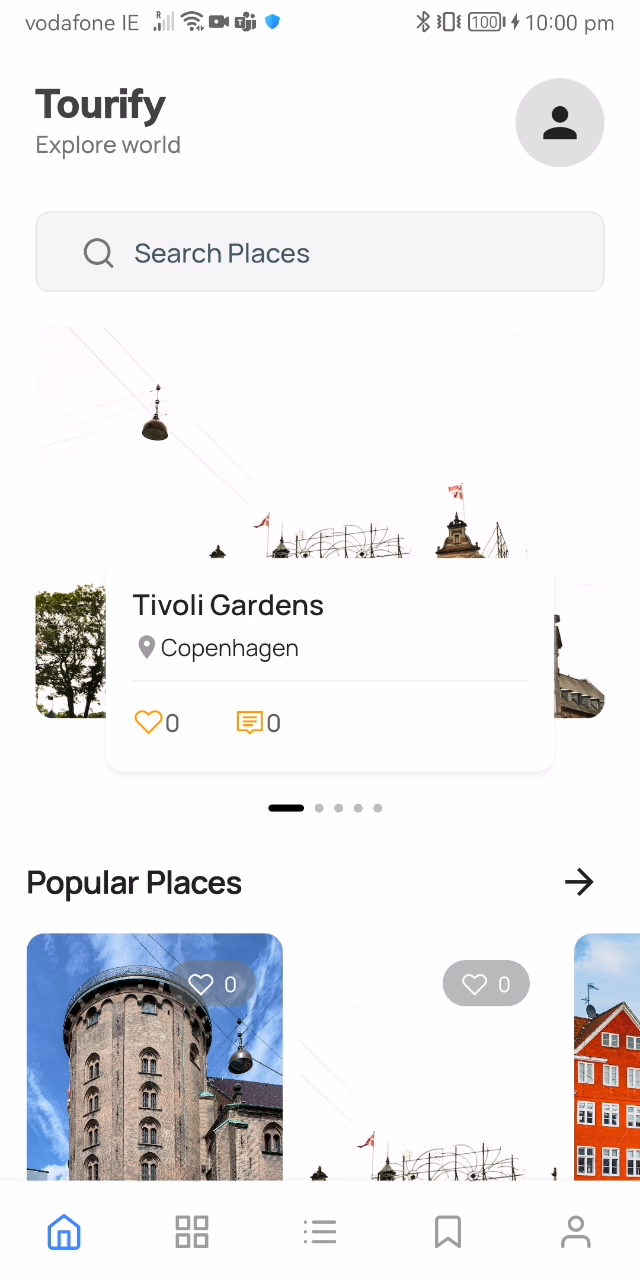 vodafone IE R 100 10:00 pm
Tourify
Explore world
Search Places
Tivoli Gardens
Copenhagen
0 0
Popular Places
0 0